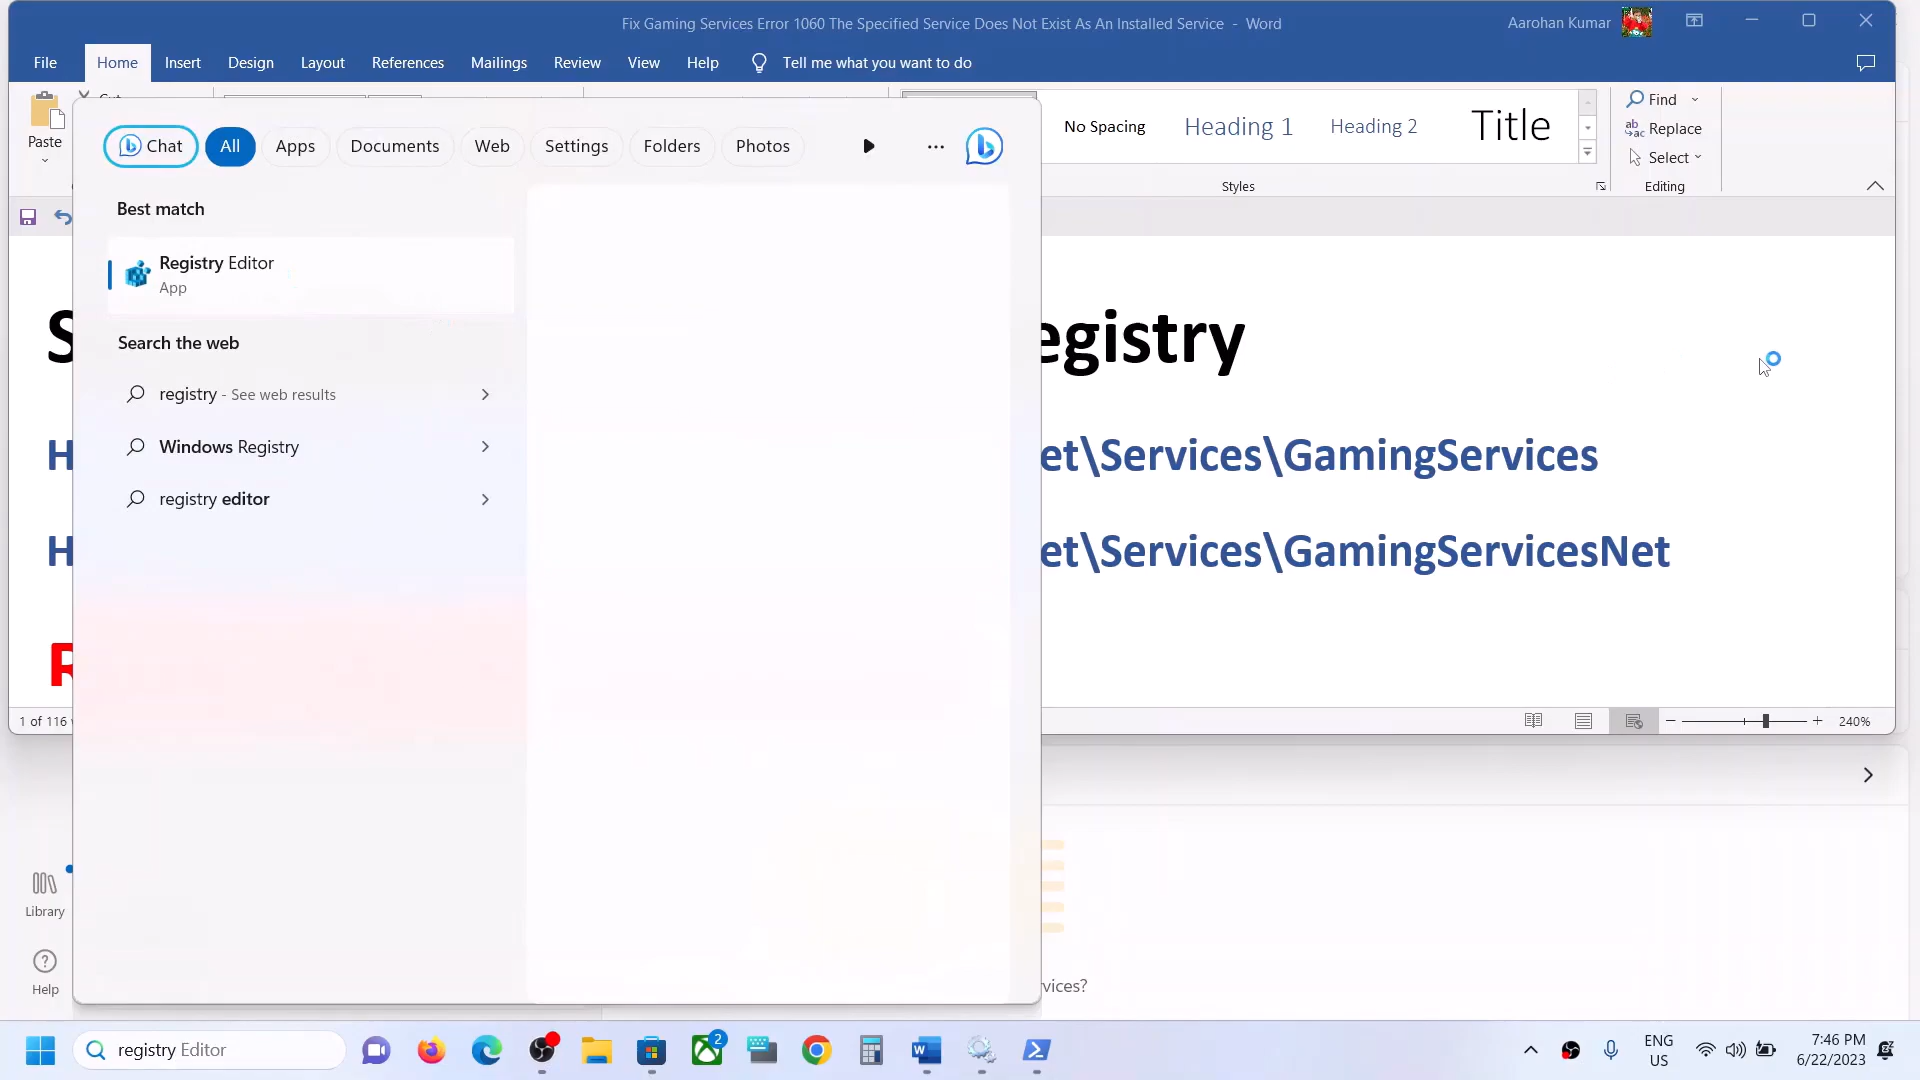 Fix Gaming Services Error 1060 The Specified Service Does Not Exist As An Installed Service - Word
Aarohan Kumar
File Home Insert Design Layout References Mailings Review View Help Tell me what you want to do
Paste
No Spacing
Heading 1
Heading 2
Title
Find
Replace
Select
Styles
Editing
Chat All Apps Documents Web Settings Folders Photos
Best match
Registry Editor
App
Search the web
registry - See web results
Windows Registry
registry editor
S
egistry
H
et\Services\GamingServices
H
et\Services\GamingServicesNet
R
1 of 116
240%
Library
Help
vices?
registry Editor
2
ENG
US
7:46 PM
6/22/2023